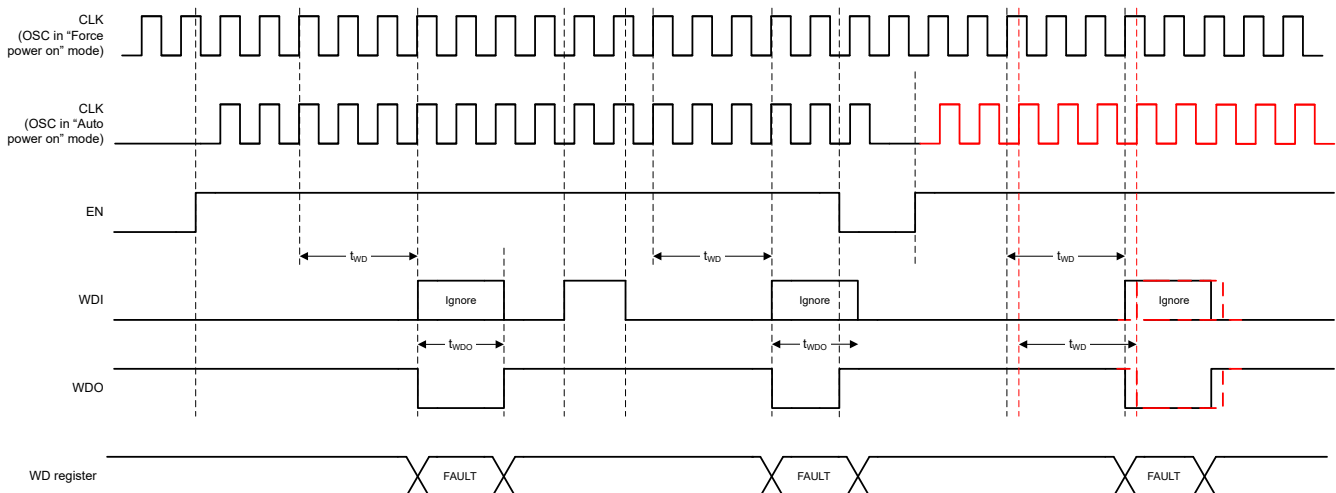 CLK
(OSC in "Force
power on" mode)
CLK
(OSC in "Auto
power on" mode)
EN
tWD
tWD
tWD
WDI
Ignore
Ignore
Ignore
tWDO
tWDO
tWD
WDO
WD register
FAULT
FAULT
FAULT